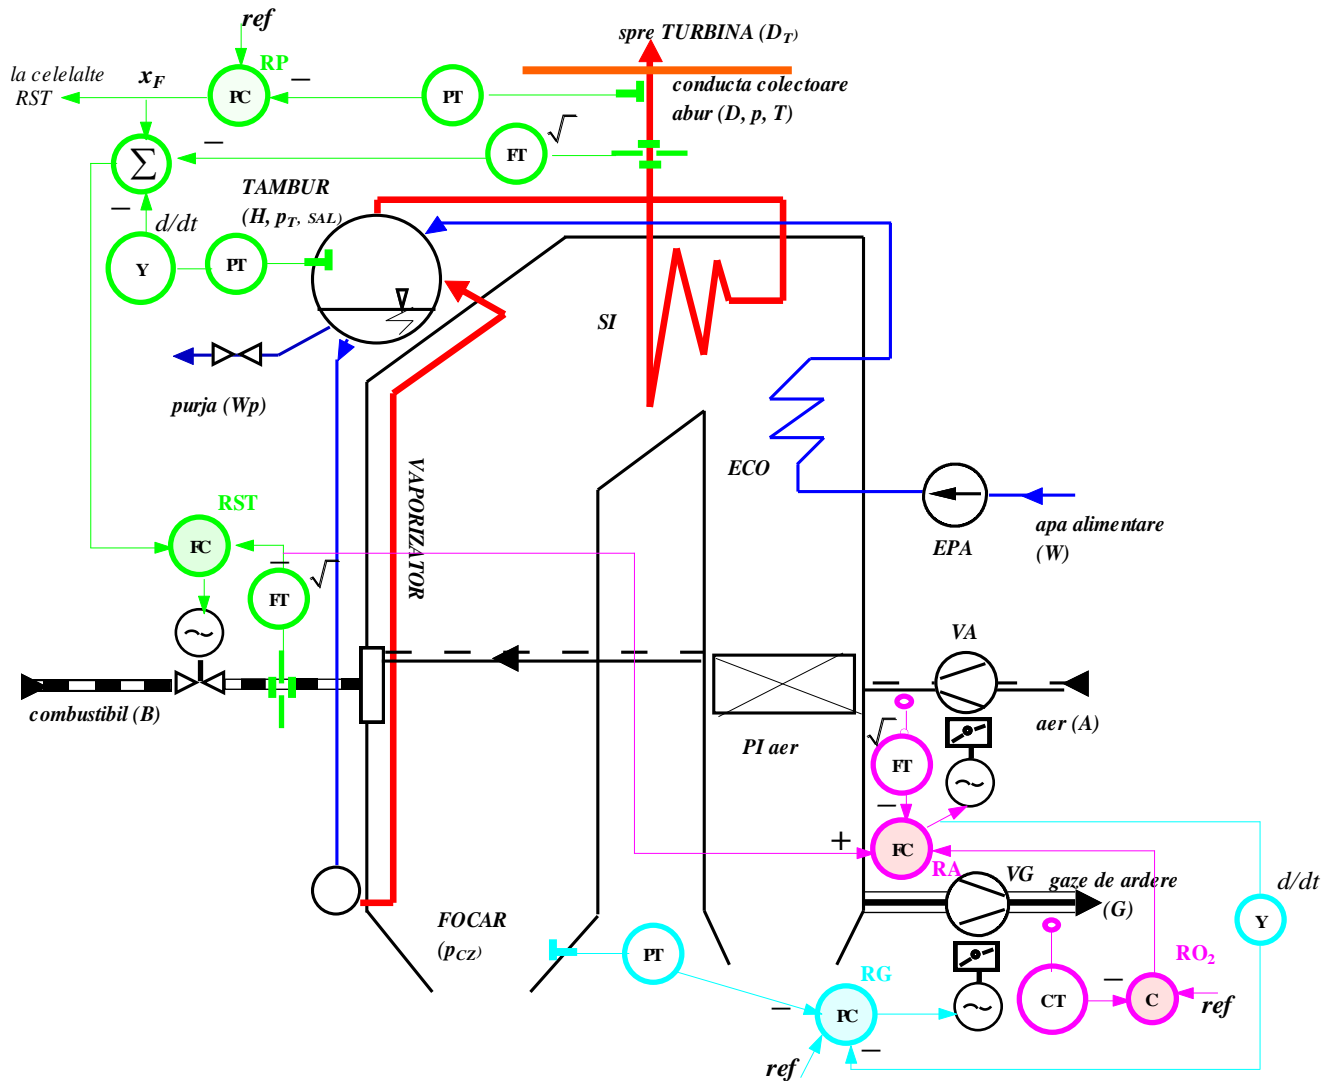 ref
spre TURBINA (D_T)
RP
la celelalte
RST
x_F
PC
−
PT
conducta colectoare
abur (D, p, T)
√
FT
−
Σ
TAMBUR
(H, p_T, SAL)
−
d/dt
Y
PT
SI
purja (Wp)
VAPORIZATOR
ECO
RST
FC
−
√
FT
EPA
apa alimentare
(W)
~
VA
combustibil (B)
aer (A)
PI aer
√
FT
~
−
+
FC
RA
VG
gaze de ardere
(G)
d/dt
Y
FOCAR
(p_CZ)
PT
RG
RO₂
−
CT
C
ref
−
PC
~
−
ref